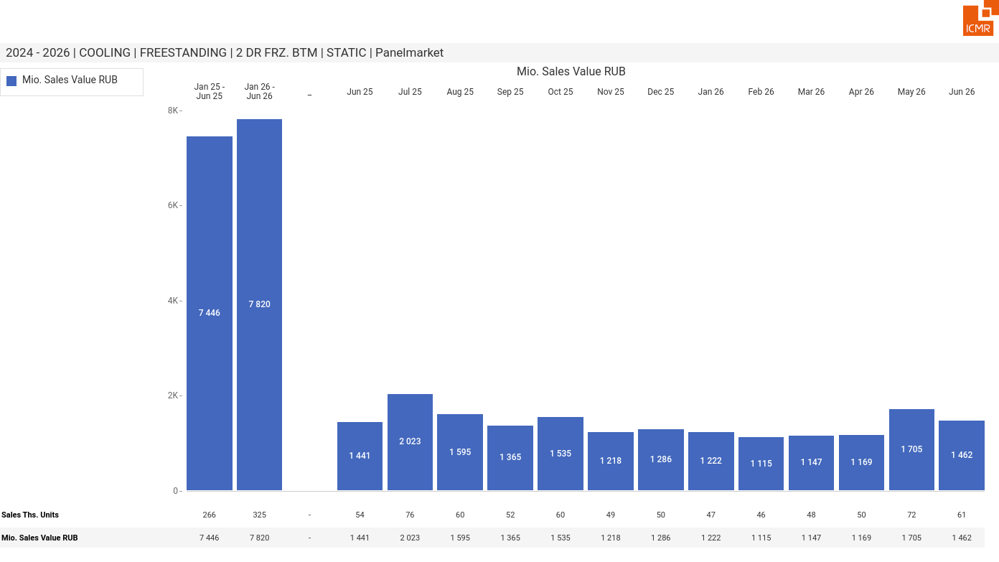 ICMR
2024 - 2026 | COOLING | FREESTANDING | 2 DR FRZ. BTM | STATIC | Panelmarket
Mio. Sales Value RUB
Mio. Sales Value RUB
Jan 25 - Jun 25 Jan 26 - Jun 26 – Jun 25 Jul 25 Aug 25 Sep 25 Oct 25 Nov 25 Dec 25 Jan 26 Feb 26 Mar 26 Apr 26 May 26 Jun 26
8K
6K
4K
2K
0
7 446 7 820 1 441 2 023 1 595 1 365 1 535 1 218 1 286 1 222 1 115 1 147 1 169 1 705 1 462
Sales Ths. Units 266 325 - 54 76 60 52 60 49 50 47 46 48 50 72 61
Mio. Sales Value RUB 7 446 7 820 - 1 441 2 023 1 595 1 365 1 535 1 218 1 286 1 222 1 115 1 147 1 169 1 705 1 462